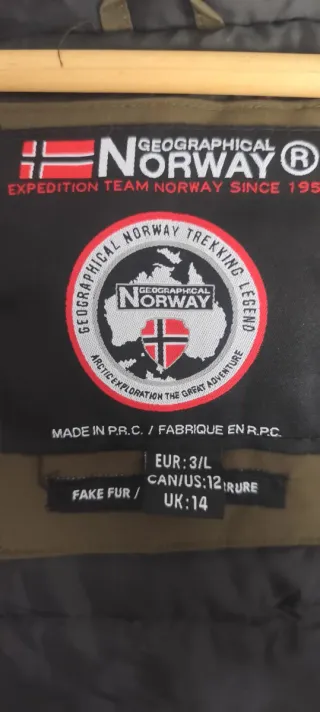 GEOGRAPHICAL
NORWAY ®
EXPEDITION TEAM NORWAY SINCE 195
GEOGRAPHICAL NORWAY TREKKING LEGEND
GEOGRAPHICAL
NORWAY
ARCTIC EXPLORATION THE GREAT ADVENTURE
MADE IN P.R.C. / FABRIQUE EN R.P.C.
EUR: 3/L
CAN/US: 12
UK: 14
FAKE FUR /